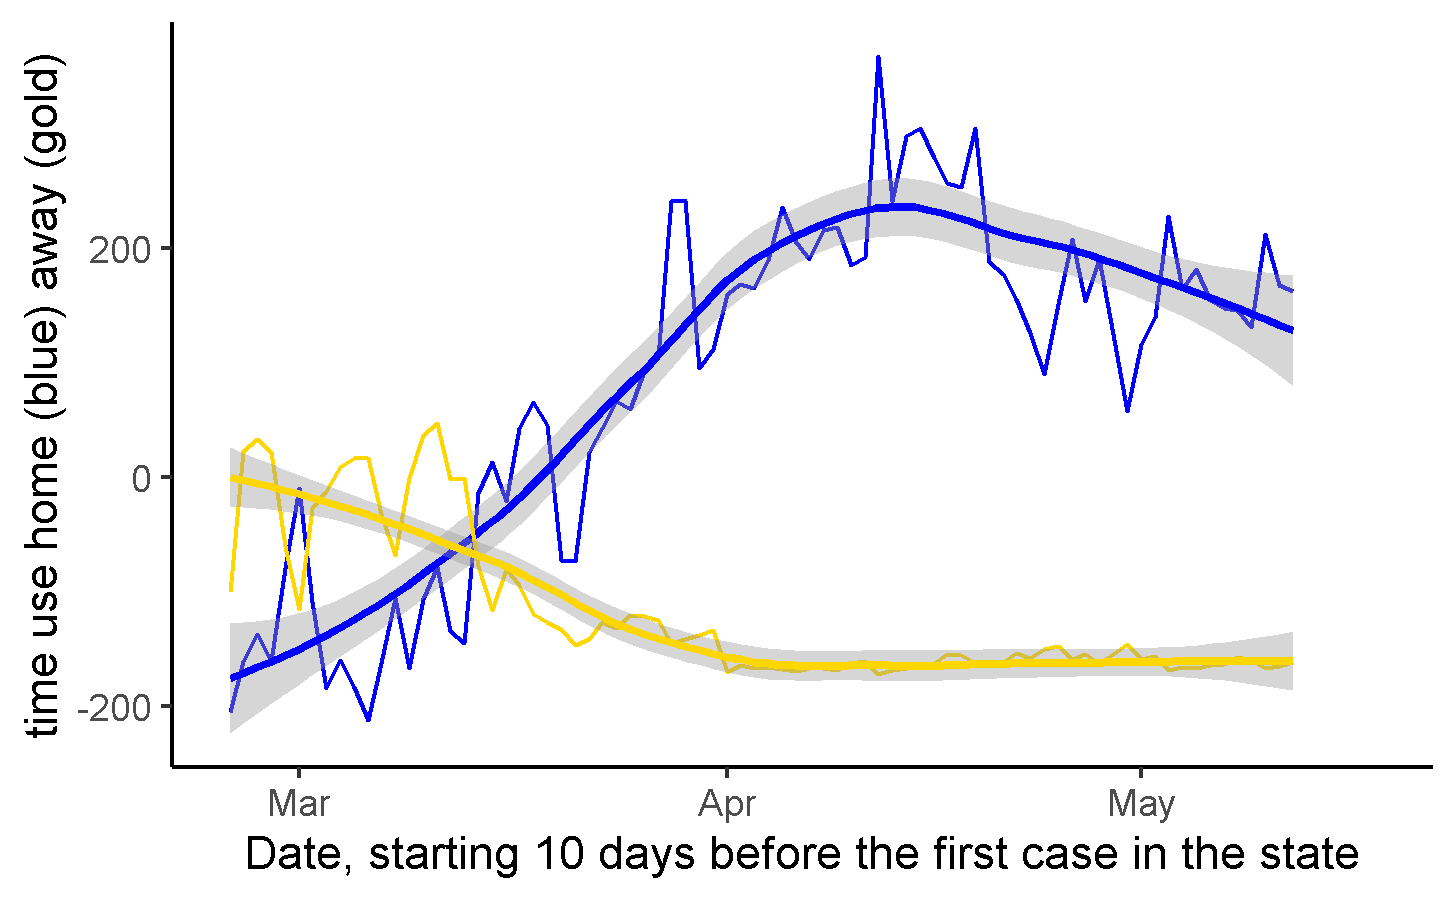 time use home (blue) away (gold)
200
0
-200
Mar Apr May
Date, starting 10 days before the first case in the state